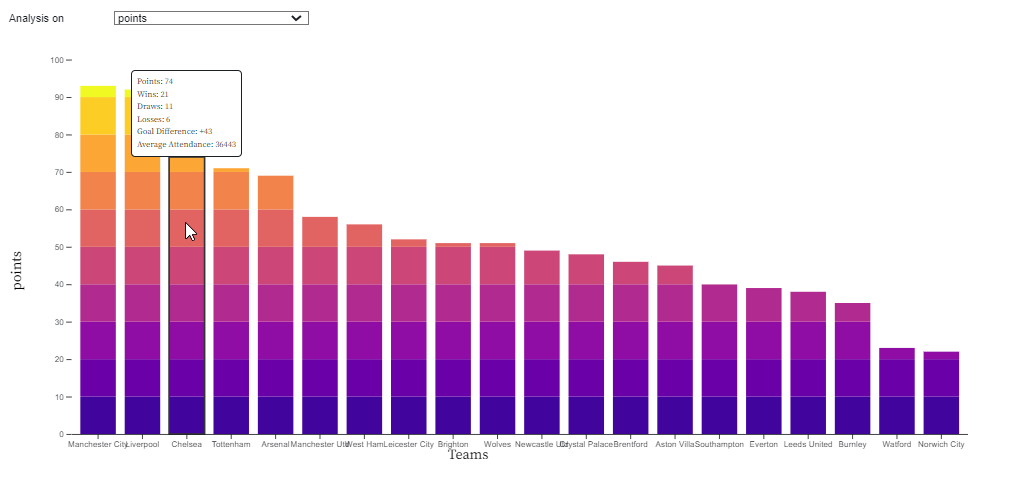 Analysis on
points
Points: 74
Wins: 21
Draws: 11
Losses: 6
Goal Difference: +43
Average Attendance: 36443
100
90
80
70
60
50
40
30
20
10
0
points
Manchester City Liverpool Chelsea Tottenham Arsenal Manchester Utd West Ham Leicester City Brighton Wolves Newcastle Utd Crystal Palace Brentford Aston Villa Southampton Everton Leeds United Burnley Watford Norwich City
Teams